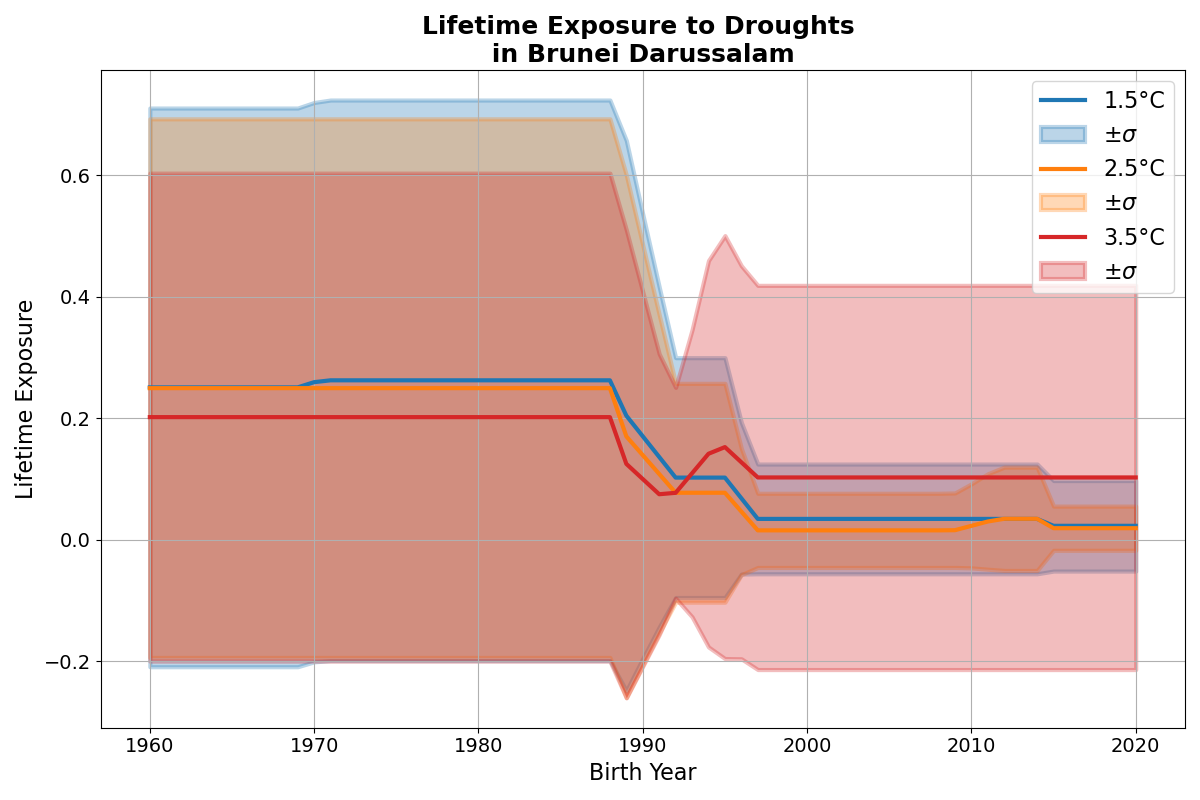 Lifetime Exposure to Droughts
in Brunei Darussalam
1.5°C
±σ
2.5°C
±σ
3.5°C
±σ
Lifetime Exposure
0.6
0.4
0.2
0.0
−0.2
1960
1970
1980
1990
2000
2010
2020
Birth Year